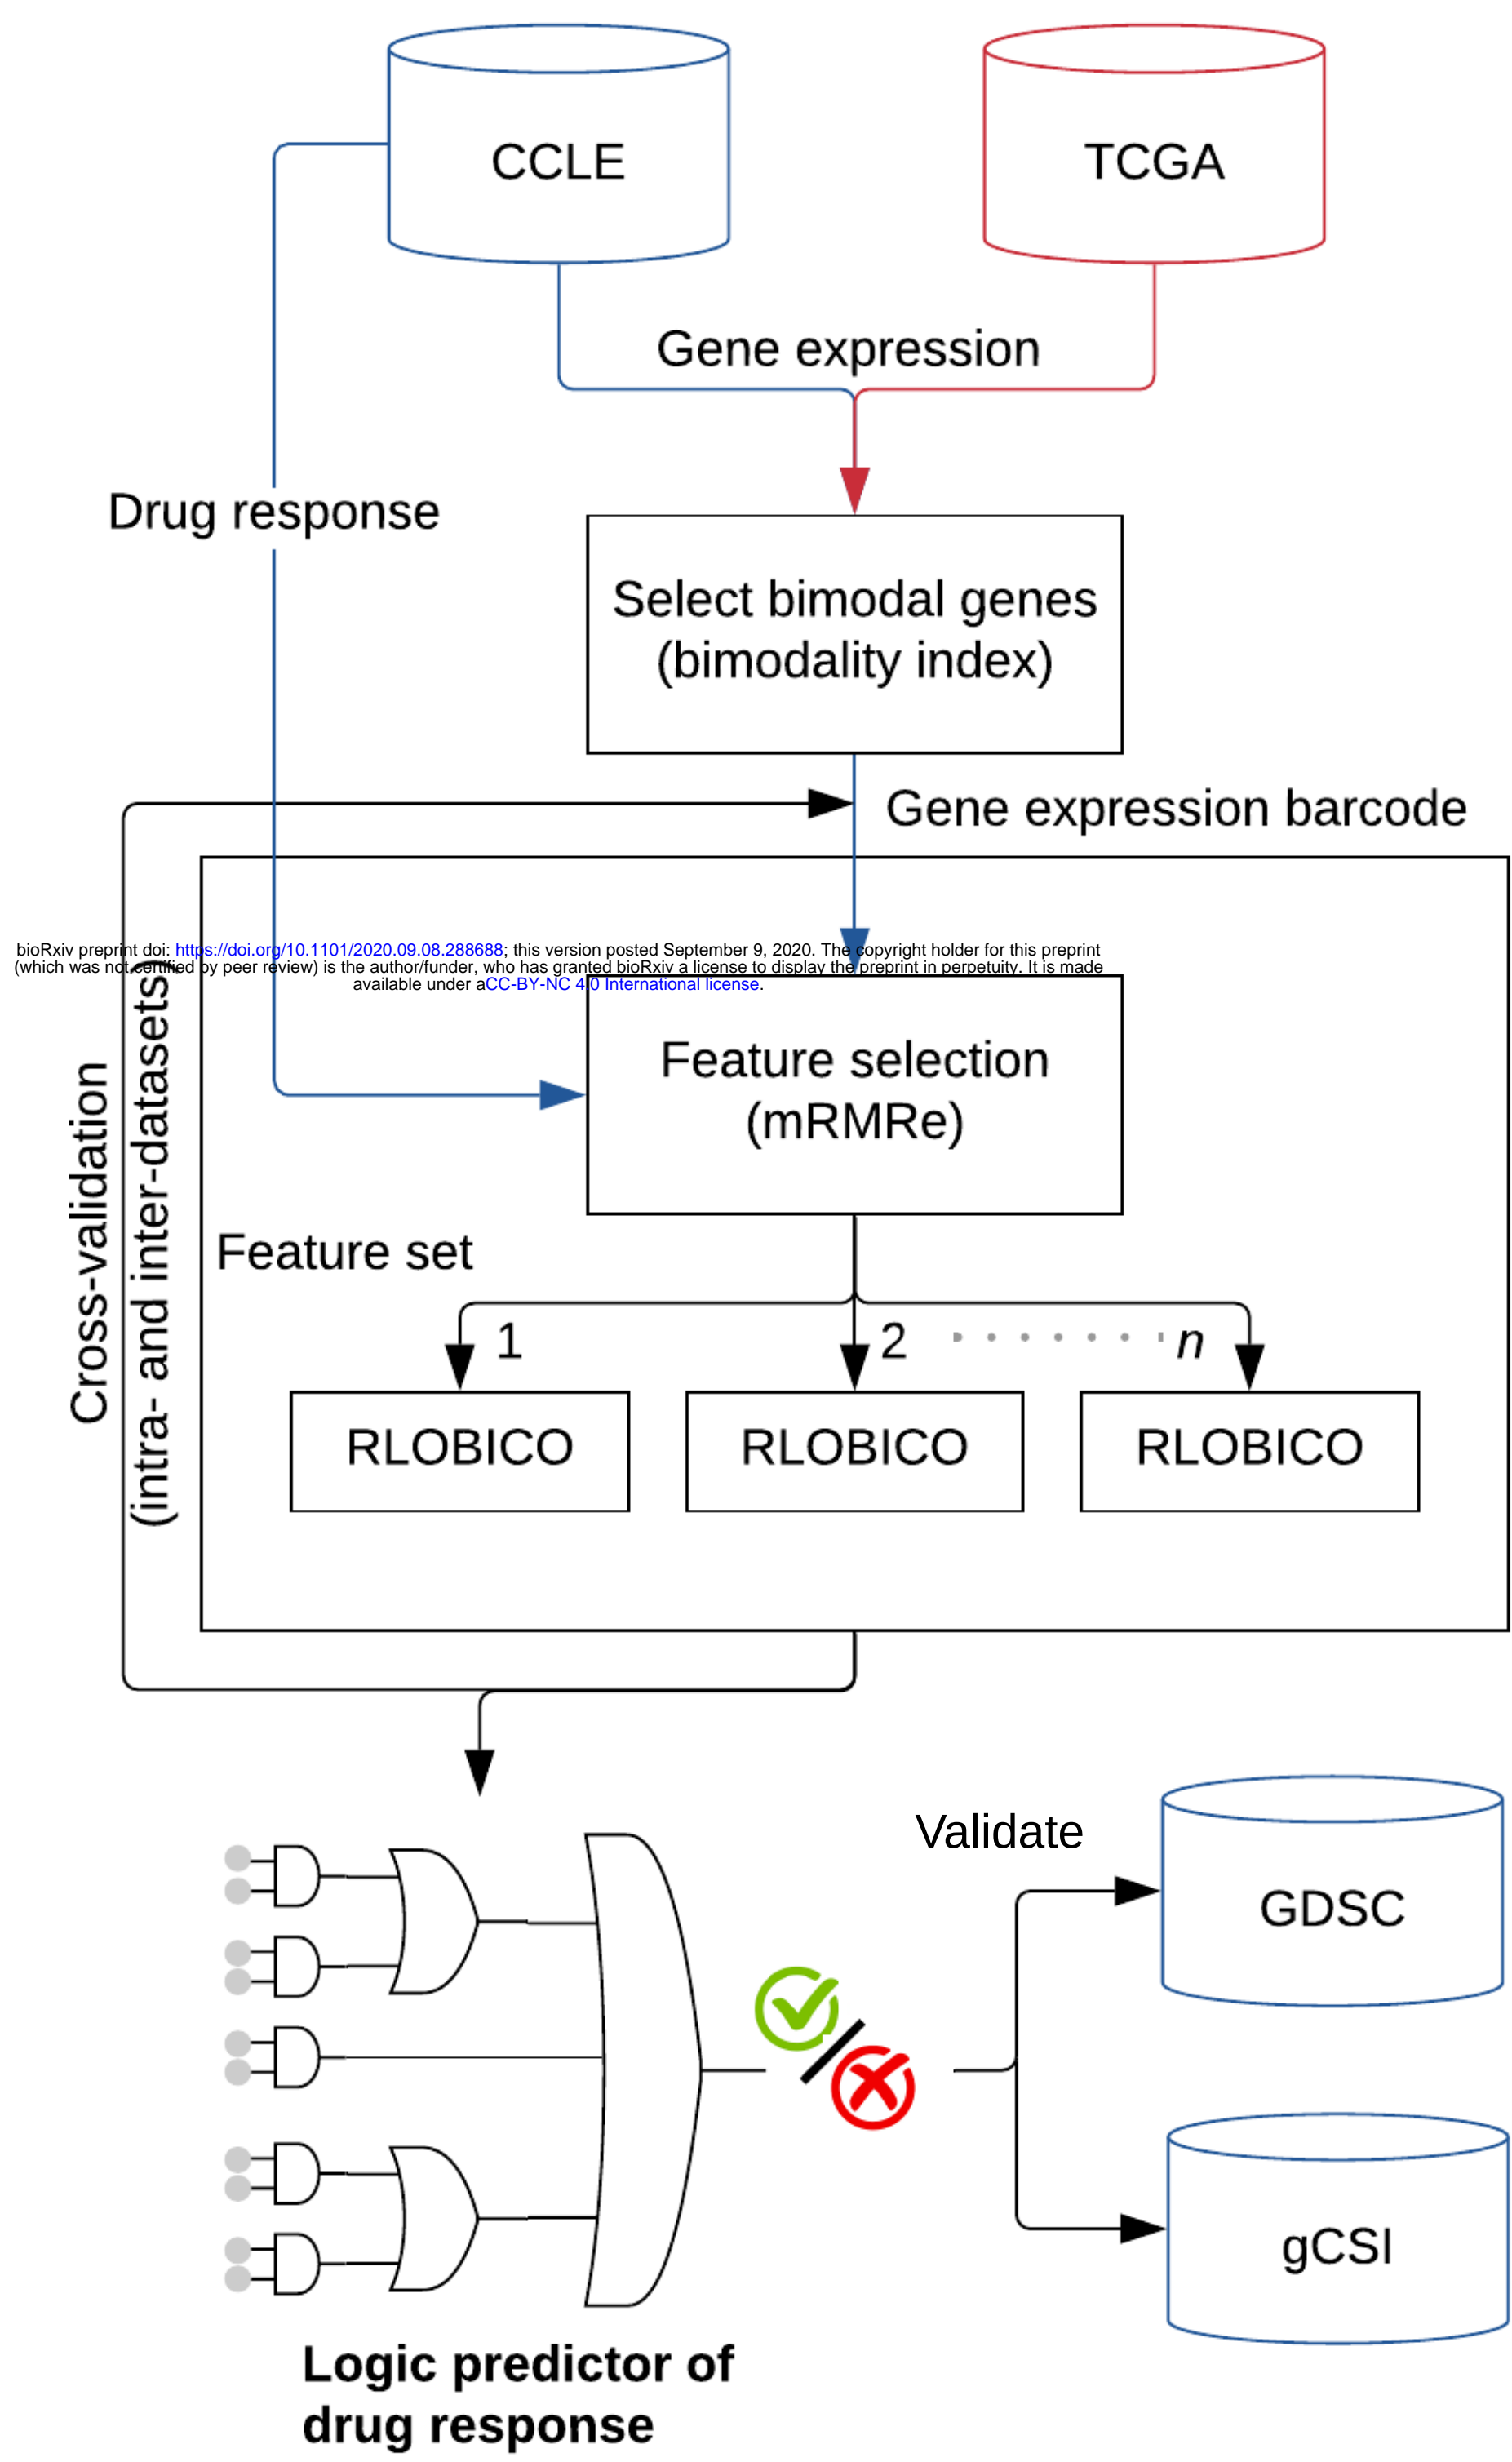 CCLE
TCGA
Gene expression
Drug response
Select bimodal genes
(bimodality index)
Gene expression barcode
bioRxiv preprint doi: https://doi.org/10.1101/2020.09.08.288688; this version posted September 9, 2020. The copyright holder for this preprint
(which was not certified by peer review) is the author/funder, who has granted bioRxiv a license to display the preprint in perpetuity. It is made
available under aCC-BY-NC 4.0 International license.
Cross-validation
(intra- and inter-datasets)
Feature selection
(mRMRe)
Feature set
1
2
n
RLOBICO
RLOBICO
RLOBICO
Validate
GDSC
gCSI
Logic predictor of
drug response